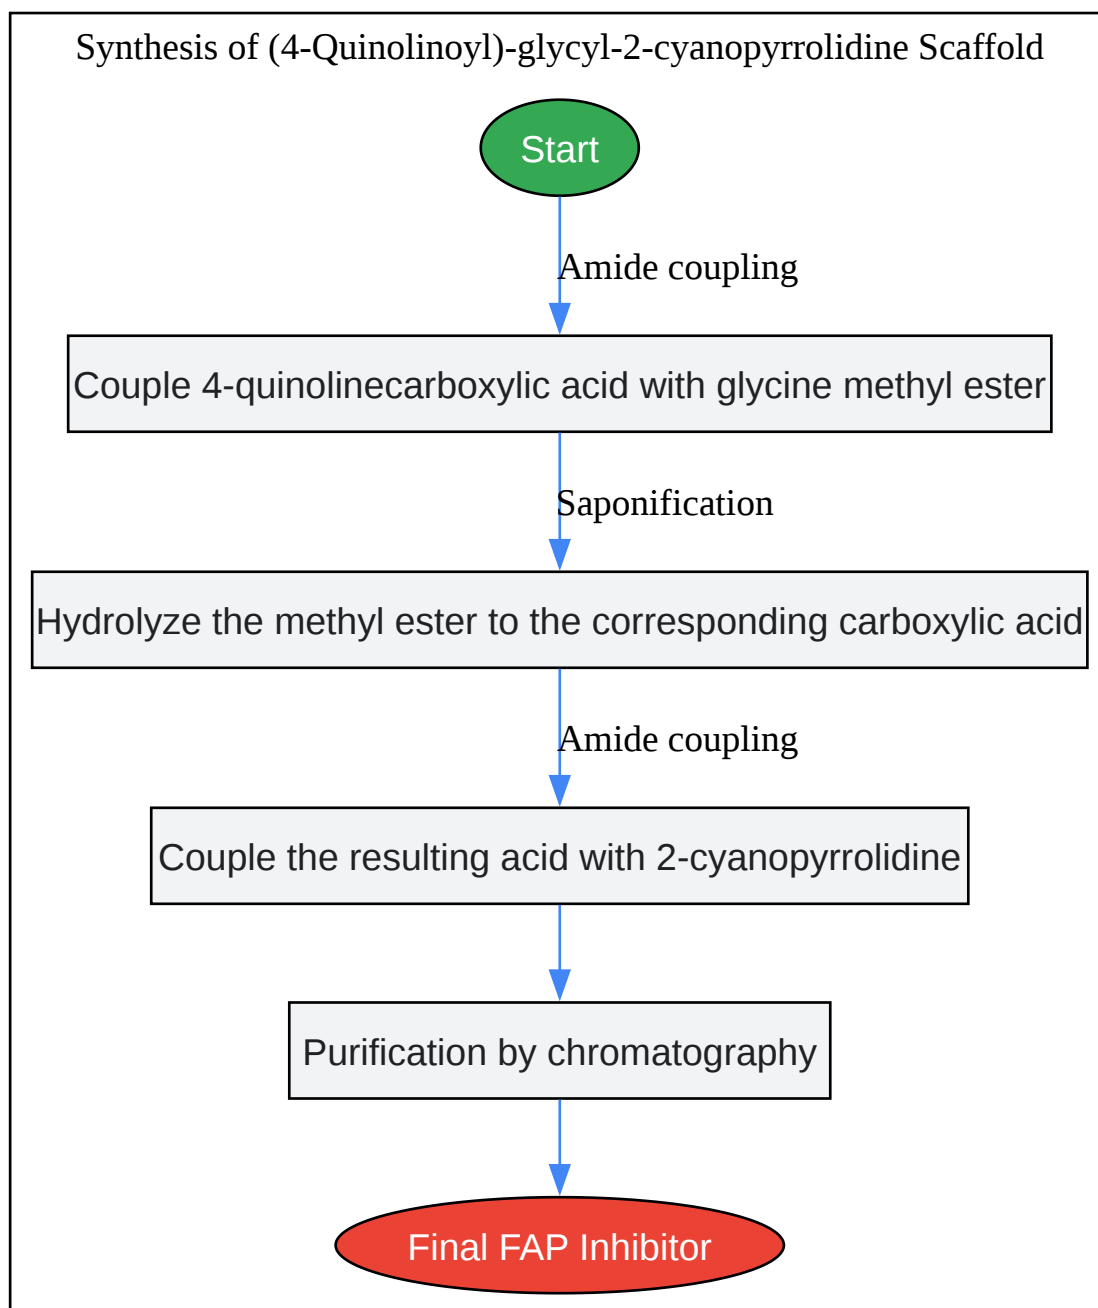 Synthesis of (4-Quinolinoyl)-glycyl-2-cyanopyrrolidine Scaffold
Start
Amide coupling
Couple 4-quinolinecarboxylic acid with glycine methyl ester
Saponification
Hydrolyze the methyl ester to the corresponding carboxylic acid
Amide coupling
Couple the resulting acid with 2-cyanopyrrolidine
Purification by chromatography
Final FAP Inhibitor